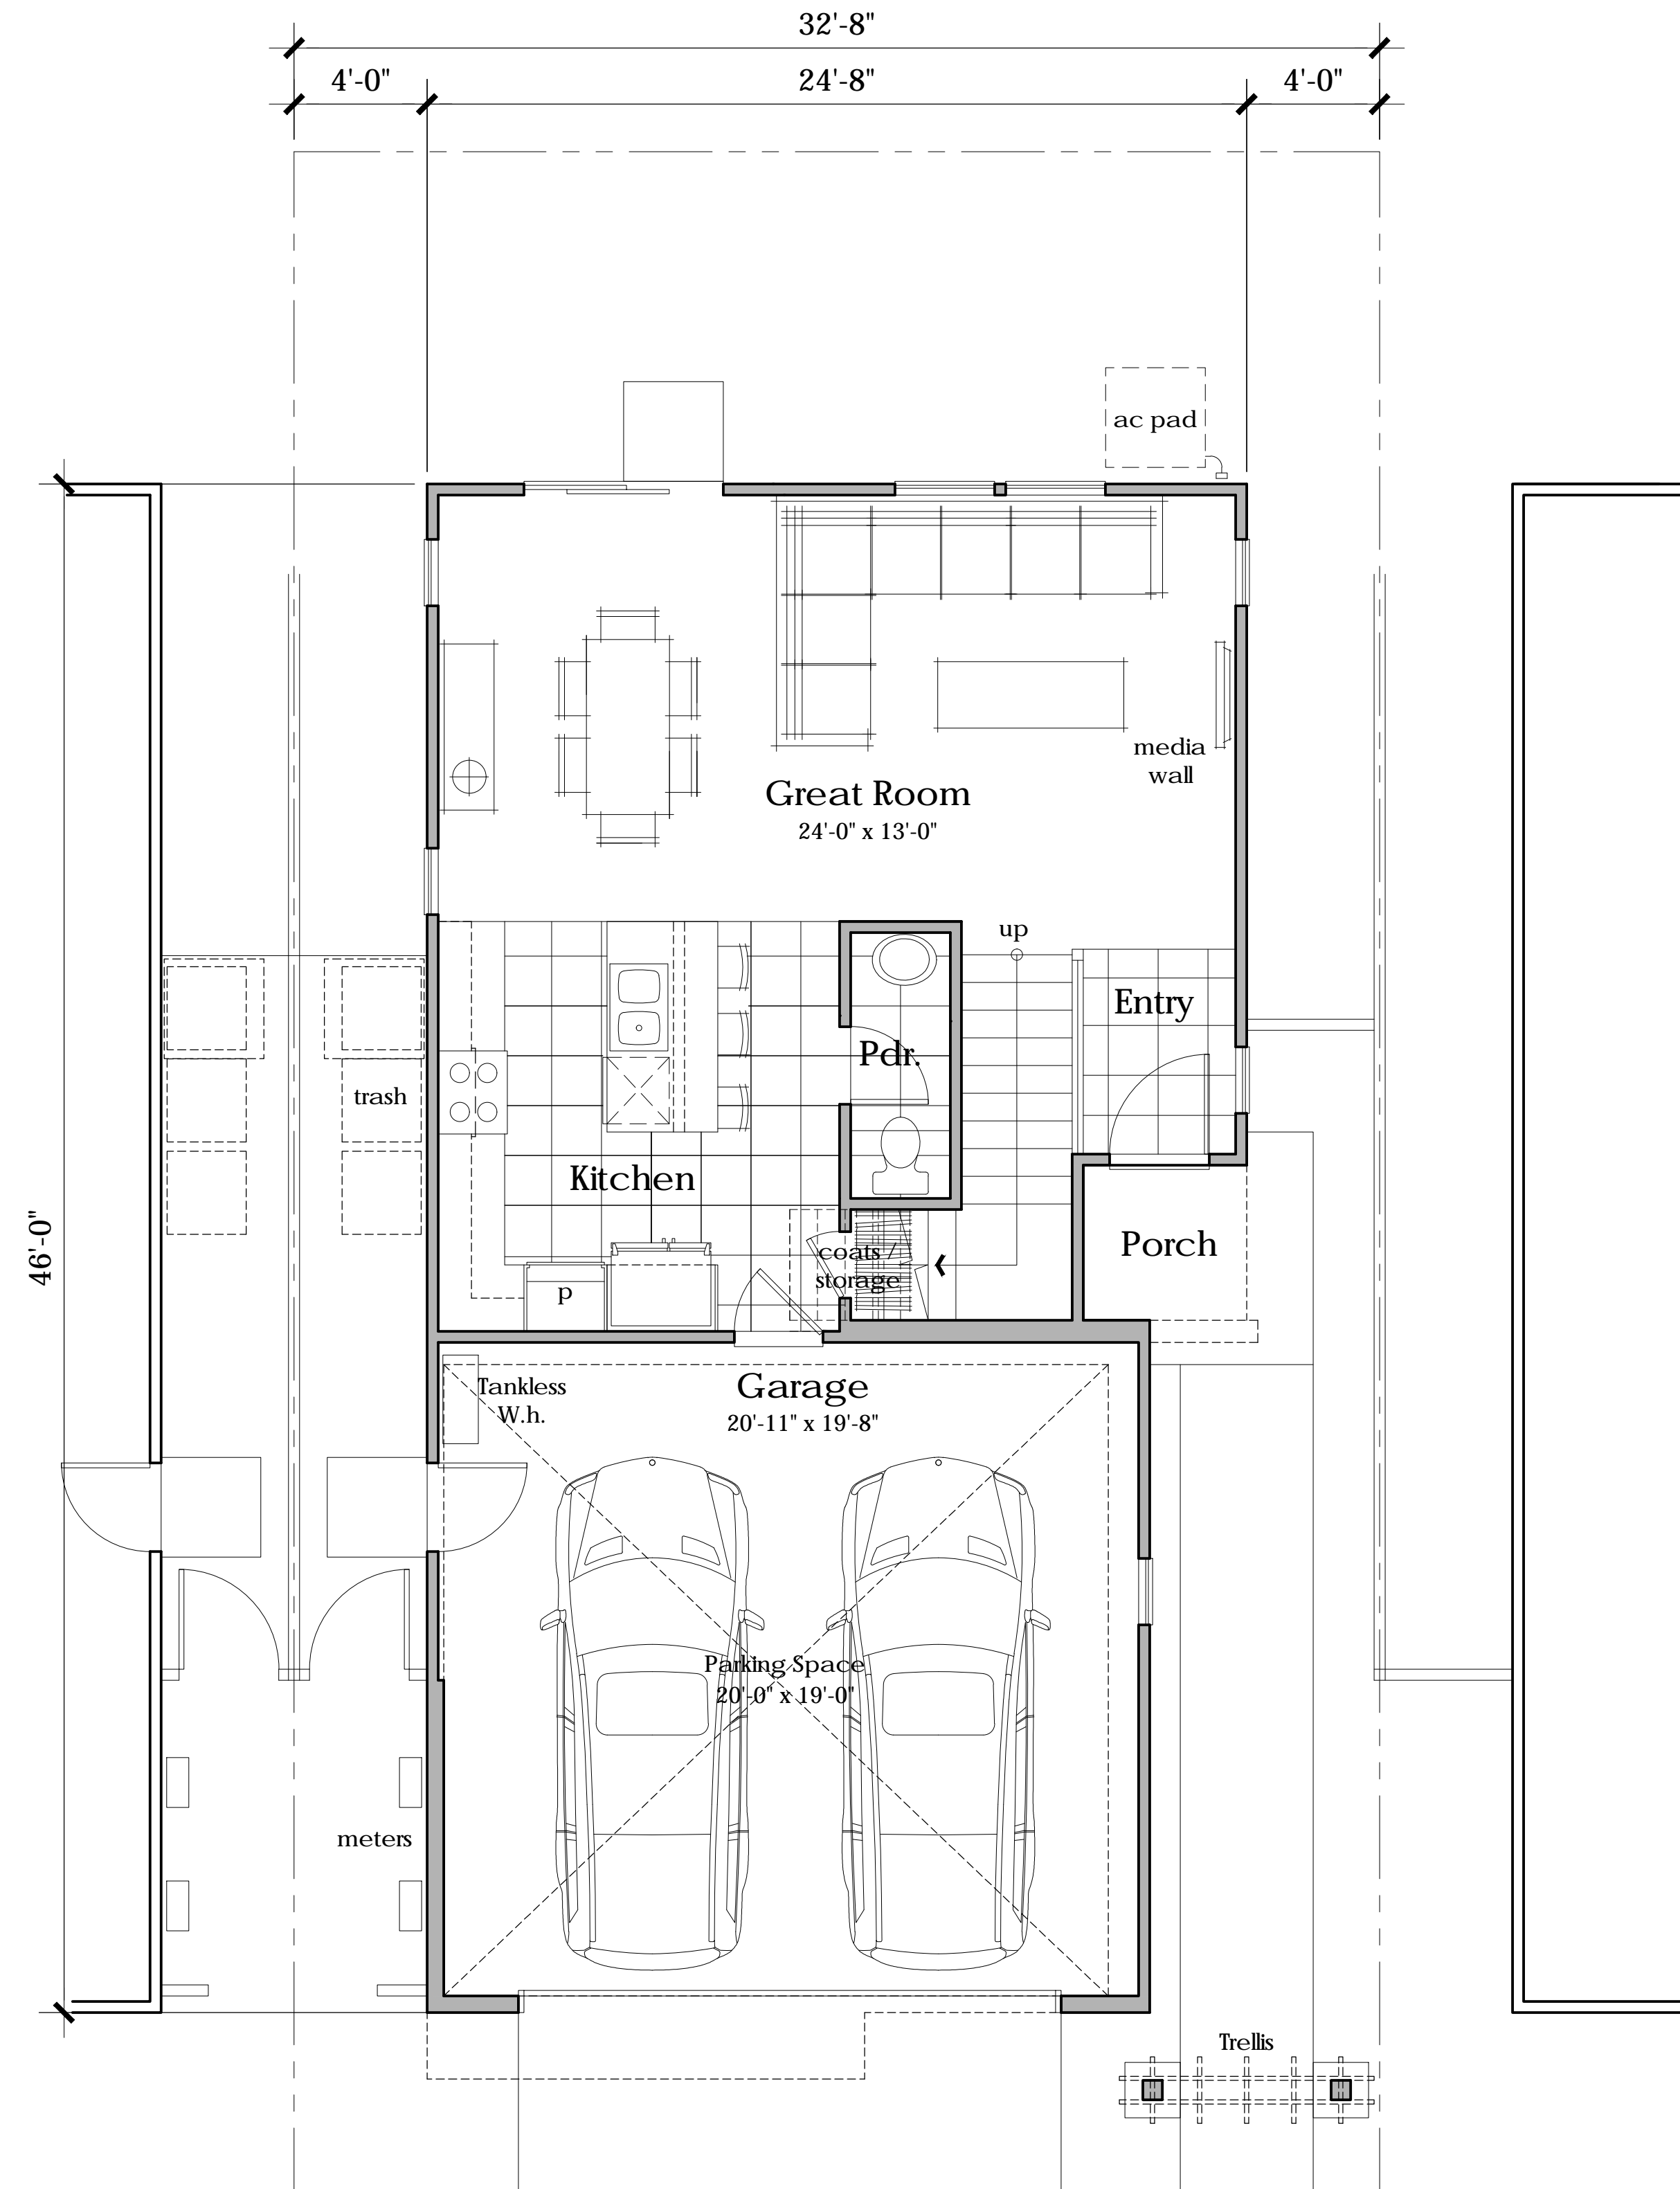 32'-8"
4'-0" 24'-8" 4'-0"
ac pad
media
wall
Great Room
24'-0" x 13'-0"
up
Entry
Pdr.
trash
Kitchen
46'-0"
Porch
coats /
storage
p
Tankless
W.h.
Garage
20'-11" x 19'-8"
Parking Space
20'-0" x 19'-0"
meters
Trellis